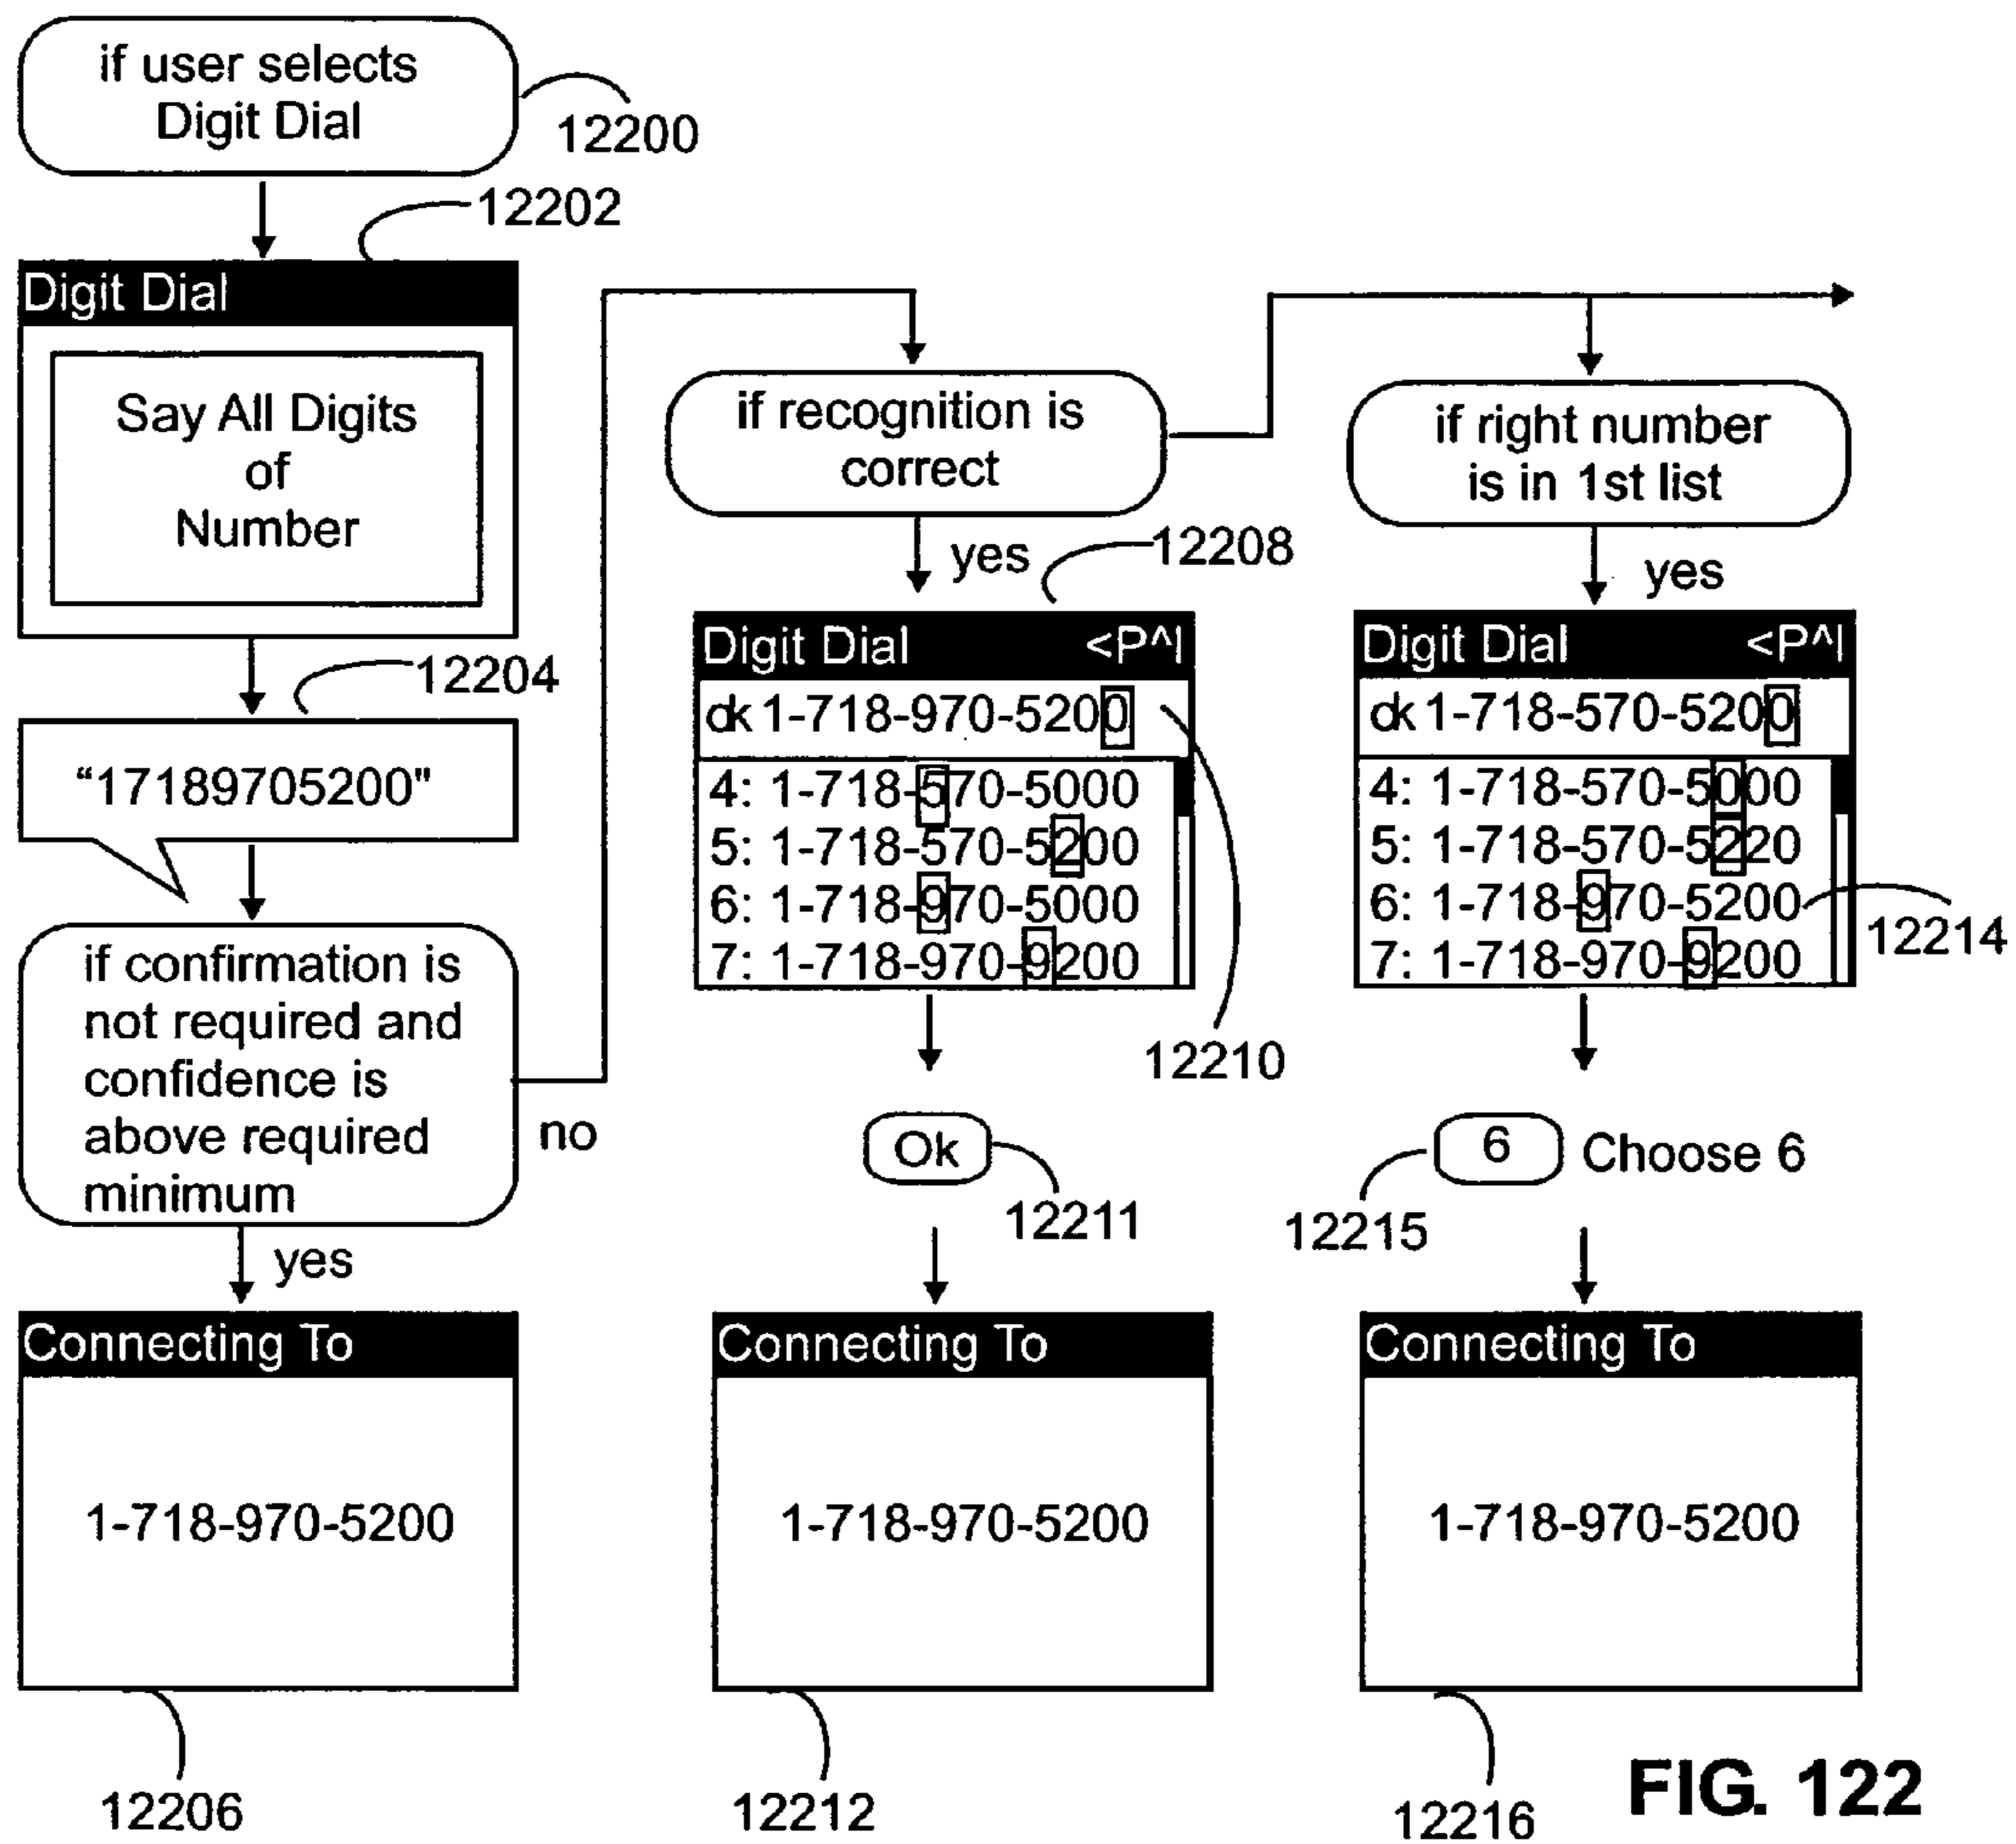 if user selects
Digit Dial
12200
12202
Digit Dial
Say All Digits
of
Number
12204
“17189705200"
if confirmation is
not required and
confidence is
above required
minimum
no
yes
Connecting To
1-718-970-5200
12206
if recognition is
correct
yes
12208
Digit Dial <P^|
ok 1-718-970-5200
4: 1-718-570-5000
5: 1-718-570-5200
6: 1-718-970-5000
7: 1-718-970-9200
12210
Ok
12211
Connecting To
1-718-970-5200
12212
if right number
is in 1st list
yes
Digit Dial <P^|
ok 1-718-570-5200
4: 1-718-570-5000
5: 1-718-570-5220
6: 1-718-970-5200
7: 1-718-970-9200
12214
6 Choose 6
12215
Connecting To
1-718-970-5200
12216
FIG. 122